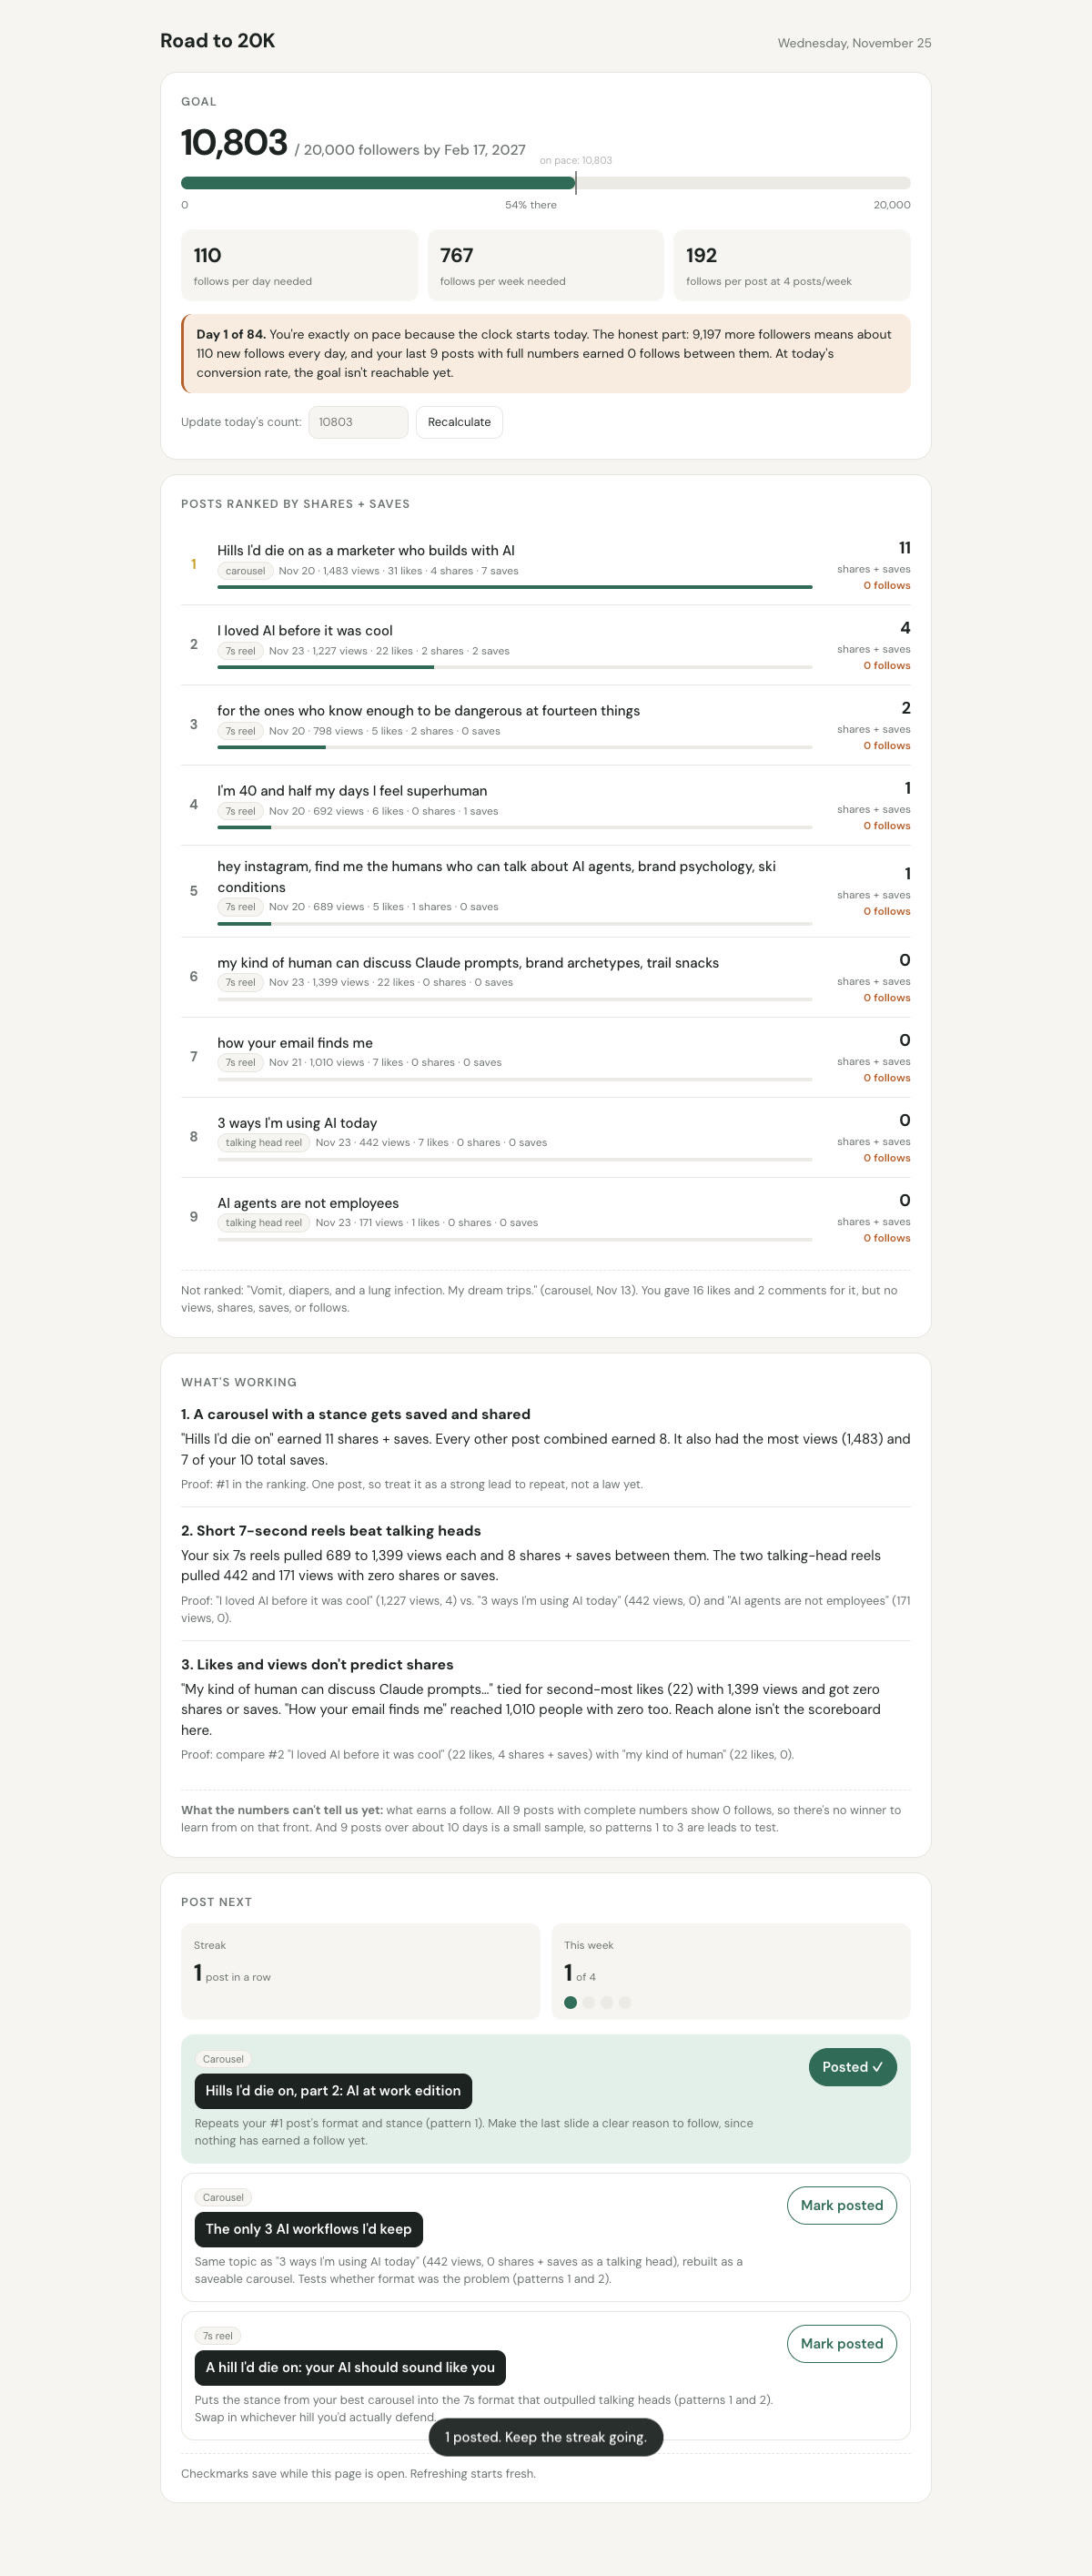 Road to 20K
Wednesday, November 25
GOAL
10,803 / 20,000 followers by Feb 17, 2027
on pace: 10,803
0
54% there
20,000
110
follows per day needed
767
follows per week needed
192
follows per post at 4 posts/week
Day 1 of 84. You're exactly on pace because the clock starts today. The honest part: 9,197 more followers means about
110 new follows every day, and your last 9 posts with full numbers earned 0 follows between them. At today's
conversion rate, the goal isn't reachable yet.
Update today's count:
10803
Recalculate
POSTS RANKED BY SHARES + SAVES
1
Hills I'd die on as a marketer who builds with AI
carousel Nov 20 · 1,483 views · 31 likes · 4 shares · 7 saves
11
shares + saves
0 follows
2
I loved AI before it was cool
7s reel Nov 23 · 1,227 views · 22 likes · 2 shares · 2 saves
4
shares + saves
0 follows
3
for the ones who know enough to be dangerous at fourteen things
7s reel Nov 20 · 798 views · 5 likes · 2 shares · 0 saves
2
shares + saves
0 follows
4
I'm 40 and half my days I feel superhuman
7s reel Nov 20 · 692 views · 6 likes · 0 shares · 1 saves
1
shares + saves
0 follows
5
hey instagram, find me the humans who can talk about AI agents, brand psychology, ski
conditions
7s reel Nov 20 · 689 views · 5 likes · 1 shares · 0 saves
1
shares + saves
0 follows
6
my kind of human can discuss Claude prompts, brand archetypes, trail snacks
7s reel Nov 23 · 1,399 views · 22 likes · 0 shares · 0 saves
0
shares + saves
0 follows
7
how your email finds me
7s reel Nov 21 · 1,010 views · 7 likes · 0 shares · 0 saves
0
shares + saves
0 follows
8
3 ways I'm using AI today
talking head reel Nov 23 · 442 views · 7 likes · 0 shares · 0 saves
0
shares + saves
0 follows
9
AI agents are not employees
talking head reel Nov 23 · 171 views · 1 likes · 0 shares · 0 saves
0
shares + saves
0 follows
Not ranked: "Vomit, diapers, and a lung infection. My dream trips." (carousel, Nov 13). You gave 16 likes and 2 comments for it, but no
views, shares, saves, or follows.
WHAT'S WORKING
1. A carousel with a stance gets saved and shared
"Hills I'd die on" earned 11 shares + saves. Every other post combined earned 8. It also had the most views (1,483) and
7 of your 10 total saves.
Proof: #1 in the ranking. One post, so treat it as a strong lead to repeat, not a law yet.
2. Short 7-second reels beat talking heads
Your six 7s reels pulled 689 to 1,399 views each and 8 shares + saves between them. The two talking-head reels
pulled 442 and 171 views with zero shares or saves.
Proof: "I loved AI before it was cool" (1,227 views, 4) vs. "3 ways I'm using AI today" (442 views, 0) and "AI agents are not employees" (171
views, 0).
3. Likes and views don't predict shares
"My kind of human can discuss Claude prompts…" tied for second-most likes (22) with 1,399 views and got zero
shares or saves. "How your email finds me" reached 1,010 people with zero too. Reach alone isn't the scoreboard
here.
Proof: compare #2 "I loved AI before it was cool" (22 likes, 4 shares + saves) with "my kind of human" (22 likes, 0).
What the numbers can't tell us yet: what earns a follow. All 9 posts with complete numbers show 0 follows, so there's no winner to
learn from on that front. And 9 posts over about 10 days is a small sample, so patterns 1 to 3 are leads to test.
POST NEXT
Streak
1 post in a row
This week
1 of 4
Carousel
Hills I'd die on, part 2: AI at work edition
Repeats your #1 post's format and stance (pattern 1). Make the last slide a clear reason to follow, since
nothing has earned a follow yet.
Posted ✓
Carousel
The only 3 AI workflows I'd keep
Same topic as "3 ways I'm using AI today" (442 views, 0 shares + saves as a talking head), rebuilt as a
saveable carousel. Tests whether format was the problem (patterns 1 and 2).
Mark posted
7s reel
A hill I'd die on: your AI should sound like you
Puts the stance from your best carousel into the 7s format that outpulled talking heads (patterns 1 and 2).
Swap in whichever hill you'd actually defend.
Mark posted
1 posted. Keep the streak going.
Checkmarks save while this page is open. Refreshing starts fresh.